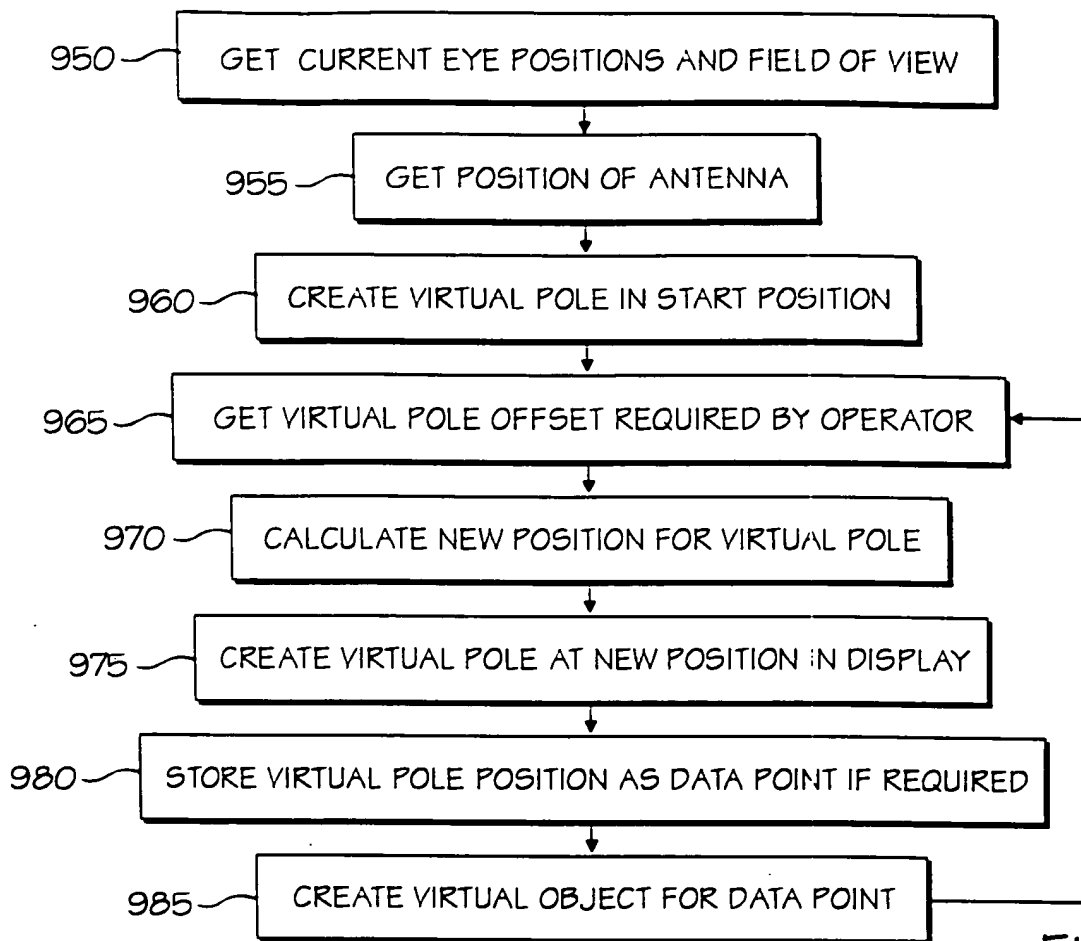 950 GET CURRENT EYE POSITIONS AND FIELD OF VIEW
955 GET POSITION OF ANTENNA
960 CREATE VIRTUAL POLE IN START POSITION
965 GET VIRTUAL POLE OFFSET REQUIRED BY OPERATOR
970 CALCULATE NEW POSITION FOR VIRTUAL POLE
975 CREATE VIRTUAL POLE AT NEW POSITION IN DISPLAY
980 STORE VIRTUAL POLE POSITION AS DATA POINT IF REQUIRED
985 CREATE VIRTUAL OBJECT FOR DATA POINT